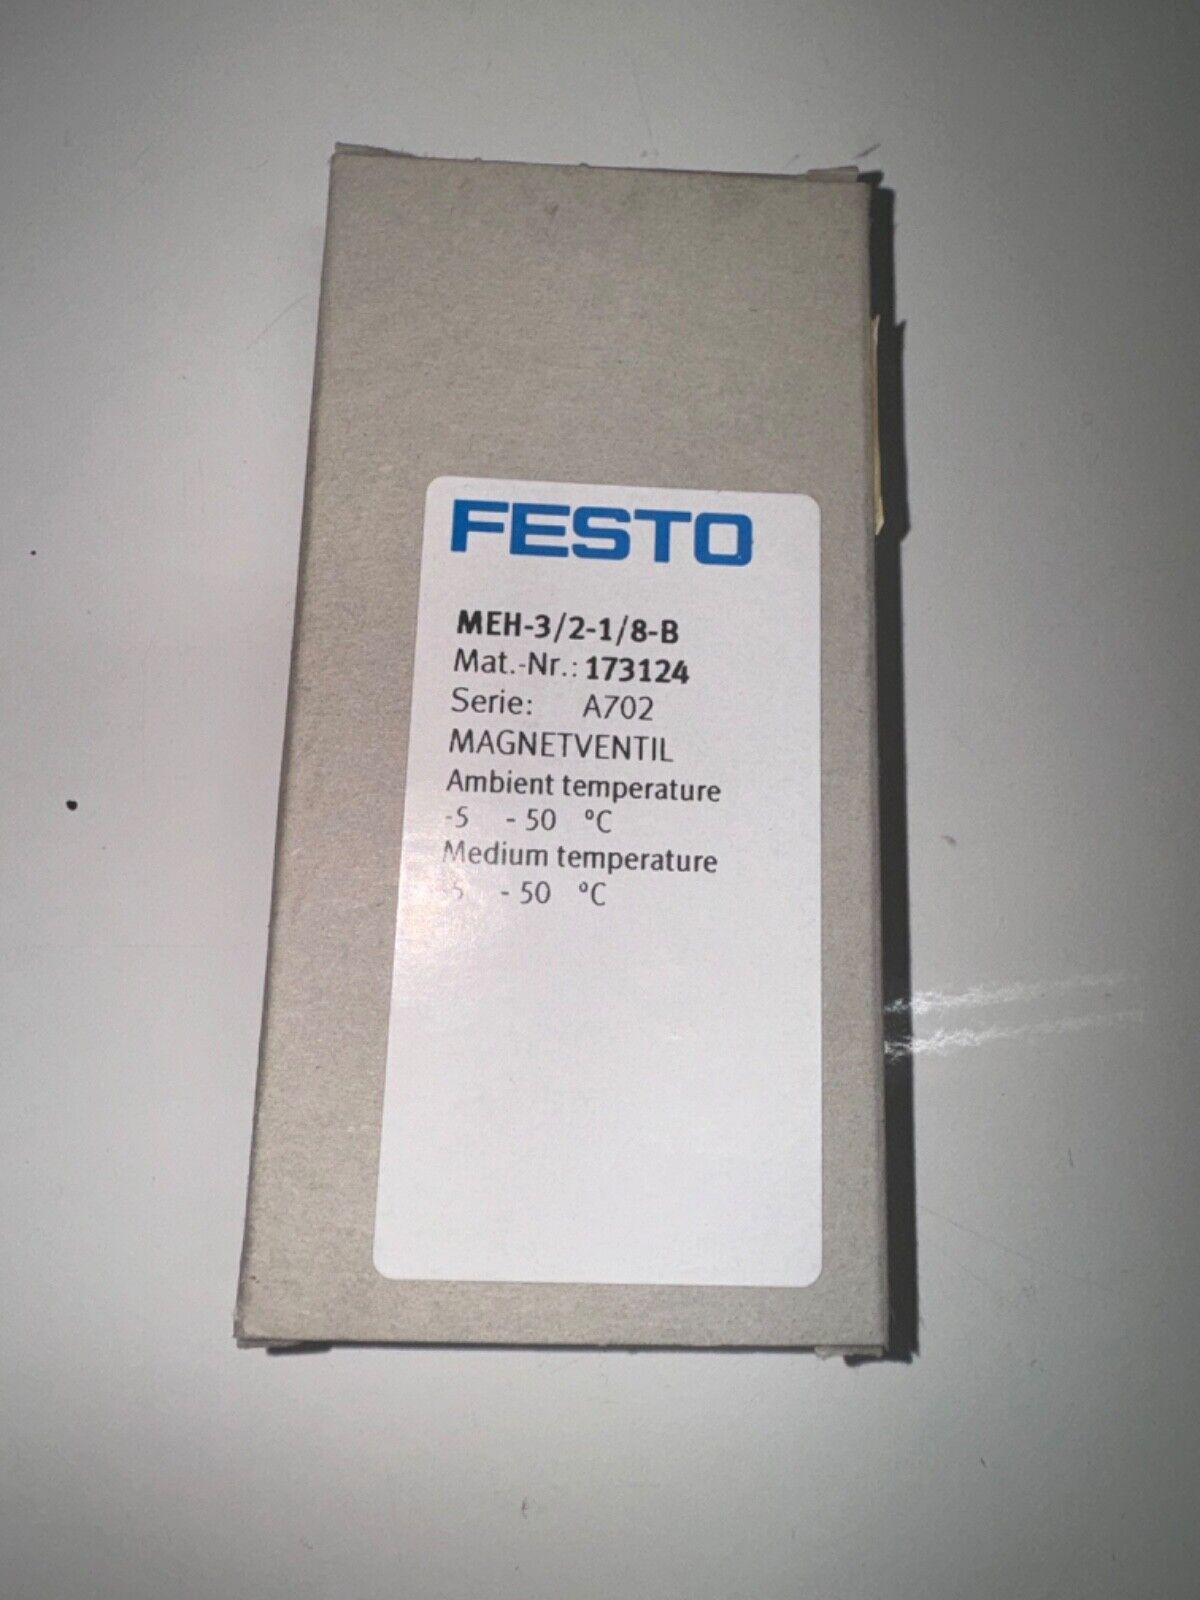 FESTO
MEH-3/2-1/8-B
Mat.-Nr.: 173124
Serie: A702
MAGNETVENTIL
Ambient temperature
-5 - 50 °C
Medium temperature
-5 - 50 °C